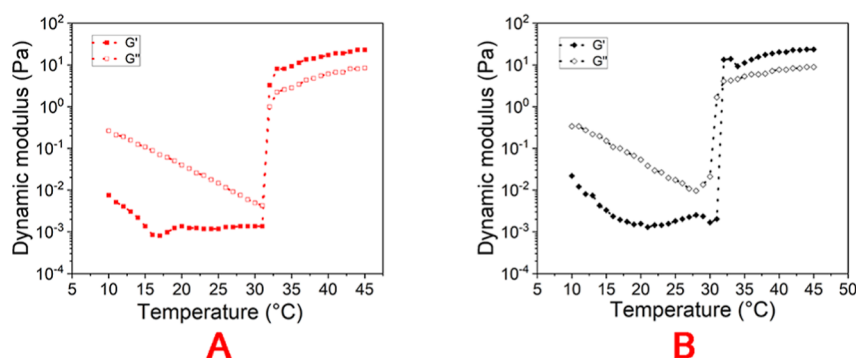 G'
G"
Dynamic modulus (Pa)
10²
10¹
10⁰
10⁻¹
10⁻²
10⁻³
10⁻⁴
5 10 15 20 25 30 35 40 45
Temperature (°C)
A
G'
G"
Dynamic modulus (Pa)
10²
10¹
10⁰
10⁻¹
10⁻²
10⁻³
10⁻⁴
5 10 15 20 25 30 35 40 45 50
Temperature (°C)
B